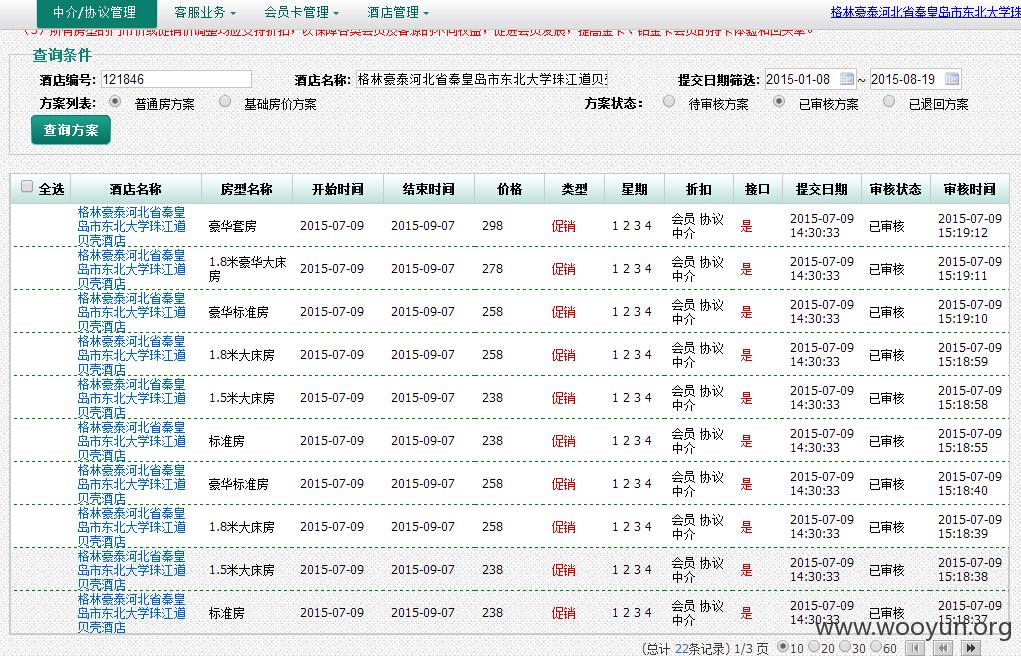 中介/协议管理 客服业务 会员卡管理 酒店管理 格林豪泰河北省秦皇岛市东北大学珠
查询条件
酒店编号: 121846 酒店名称: 格林豪泰河北省秦皇岛市东北大学珠江道贝 提交日期筛选: 2015-01-08 ~ 2015-08-19
方案列表: 普通房方案 基础房价方案 方案状态: 待审核方案 已审核方案 已退回方案
查询方案
全选 酒店名称 房型名称 开始时间 结束时间 价格 类型 星期 折扣 接口 提交日期 审核状态 审核时间
格林豪泰河北省秦皇
岛市东北大学珠江道
贝壳酒店
豪华套房 2015-07-09 2015-09-07 298 促销 1 2 3 4 会员 协议
中介
是 2015-07-09
14:30:33
已审核 2015-07-09
15:19:12
格林豪泰河北省秦皇
岛市东北大学珠江道
贝壳酒店
1.8米豪华大床
房
2015-07-09 2015-09-07 278 促销 1 2 3 4 会员 协议
中介
是 2015-07-09
14:30:33
已审核 2015-07-09
15:19:11
格林豪泰河北省秦皇
岛市东北大学珠江道
贝壳酒店
豪华标准房 2015-07-09 2015-09-07 258 促销 1 2 3 4 会员 协议
中介
是 2015-07-09
14:30:33
已审核 2015-07-09
15:19:10
格林豪泰河北省秦皇
岛市东北大学珠江道
贝壳酒店
1.8米大床房 2015-07-09 2015-09-07 258 促销 1 2 3 4 会员 协议
中介
是 2015-07-09
14:30:33
已审核 2015-07-09
15:18:59
格林豪泰河北省秦皇
岛市东北大学珠江道
贝壳酒店
1.5米大床房 2015-07-09 2015-09-07 238 促销 1 2 3 4 会员 协议
中介
是 2015-07-09
14:30:33
已审核 2015-07-09
15:18:58
格林豪泰河北省秦皇
岛市东北大学珠江道
贝壳酒店
标准房 2015-07-09 2015-09-07 238 促销 1 2 3 4 会员 协议
中介
是 2015-07-09
14:30:33
已审核 2015-07-09
15:18:55
格林豪泰河北省秦皇
岛市东北大学珠江道
贝壳酒店
豪华标准房 2015-07-09 2015-09-07 258 促销 1 2 3 4 会员 协议
中介
是 2015-07-09
14:30:33
已审核 2015-07-09
15:18:40
格林豪泰河北省秦皇
岛市东北大学珠江道
贝壳酒店
1.8米大床房 2015-07-09 2015-09-07 258 促销 1 2 3 4 会员 协议
中介
是 2015-07-09
14:30:33
已审核 2015-07-09
15:18:39
格林豪泰河北省秦皇
岛市东北大学珠江道
贝壳酒店
1.5米大床房 2015-07-09 2015-09-07 238 促销 1 2 3 4 会员 协议
中介
是 2015-07-09
14:30:33
已审核 2015-07-09
15:18:38
格林豪泰河北省秦皇
岛市东北大学珠江道
贝壳酒店
标准房 2015-07-09 2015-09-07 238 促销 1 2 3 4 会员 协议
中介
是 2015-07-09
14:30:33
已审核 2015-07-09
15:18:37
www.wooyun.org
(总计 22条记录) 1/3 页 10 20 30 60